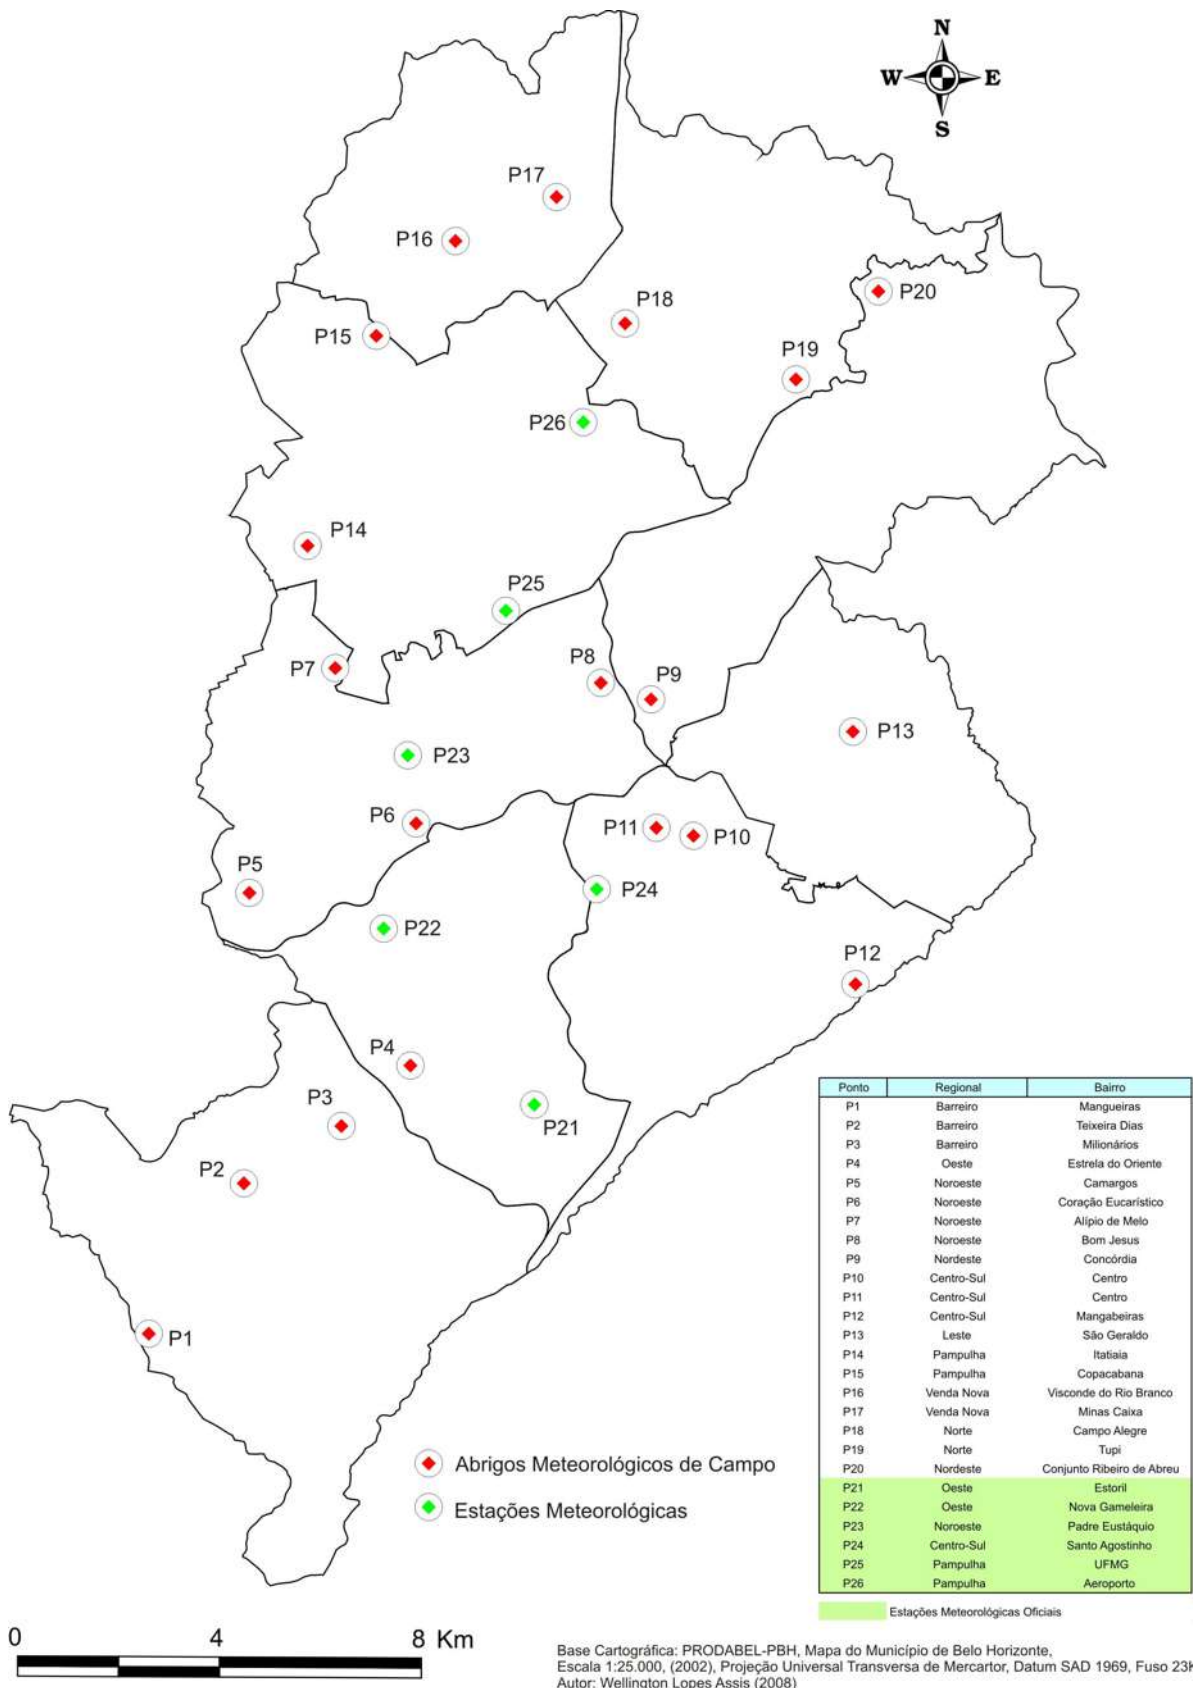 N
W E
S
P17
P16
P20
P18
P15
P19
P26
P14
P25
P7
P8
P9
P13
P23
P6
P11
P10
P5
P24
P22
P12
P4
P3
P21
P2
P1
Ponto Regional Bairro
P1 Barreiro Mangueiras
P2 Barreiro Teixeira Dias
P3 Barreiro Milionários
P4 Oeste Estrela do Oriente
P5 Noroeste Camargos
P6 Noroeste Coração Eucarístico
P7 Noroeste Alípio de Melo
P8 Noroeste Bom Jesus
P9 Nordeste Concórdia
P10 Centro-Sul Centro
P11 Centro-Sul Centro
P12 Centro-Sul Mangabeiras
P13 Leste São Geraldo
P14 Pampulha Itatiaia
P15 Pampulha Copacabana
P16 Venda Nova Visconde do Rio Branco
P17 Venda Nova Minas Caixa
P18 Norte Campo Alegre
P19 Norte Tupi
P20 Nordeste Conjunto Ribeiro de Abreu
P21 Oeste Estoril
P22 Oeste Nova Gameleira
P23 Noroeste Padre Eustáquio
P24 Centro-Sul Santo Agostinho
P25 Pampulha UFMG
P26 Pampulha Aeroporto
Estações Meteorológicas Oficiais
Abrigos Meteorológicos de Campo
Estações Meteorológicas
0 4 8 Km
Base Cartográfica: PRODABEL-PBH, Mapa do Município de Belo Horizonte,
Escala 1:25.000, (2002), Projeção Universal Transversa de Mercartor, Datum SAD 1969, Fuso 23K
Autor: Wellington Lopes Assis (2008)